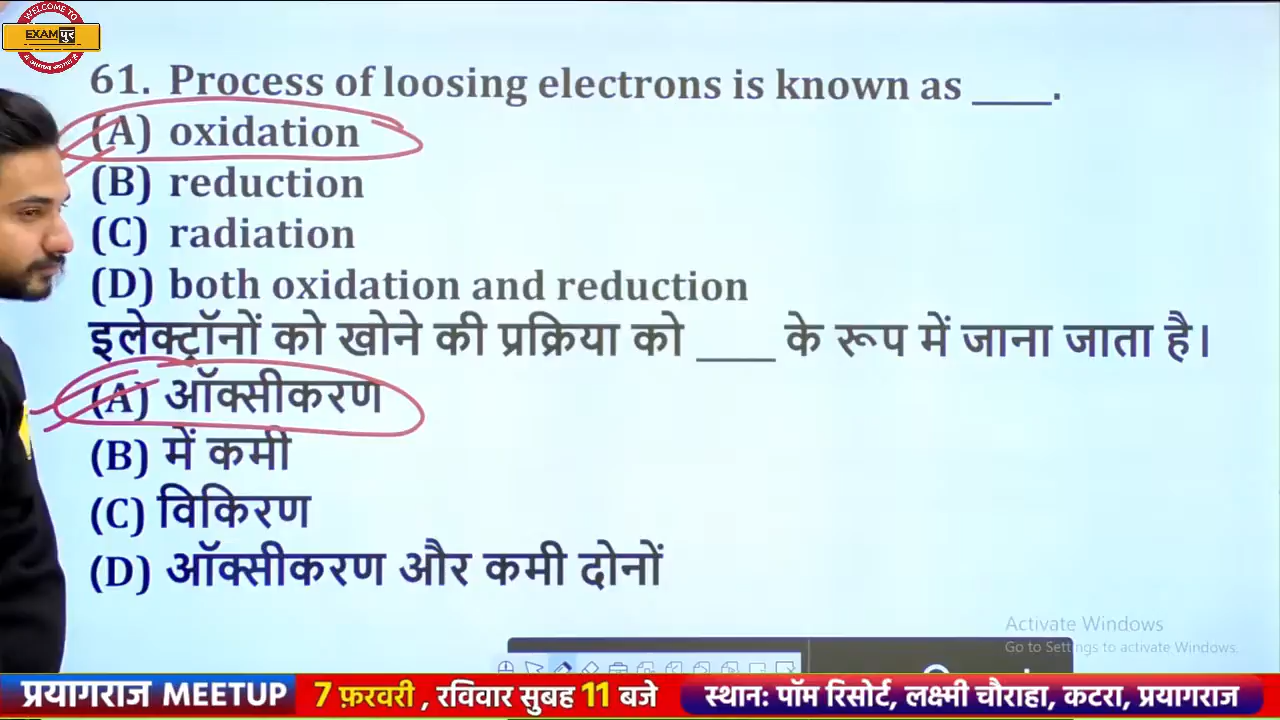 WELCOME TO
EXAM पुर
61. Process of loosing electrons is known as ____.
(A) oxidation
(B) reduction
(C) radiation
(D) both oxidation and reduction
इलेक्ट्रॉनों को खोने की प्रक्रिया को ____ के रूप में जाना जाता है।
(A) ऑक्सीकरण
(B) में कमी
(C) विकिरण
(D) ऑक्सीकरण और कमी दोनों
Activate Windows
Go to Settings to activate Windows.
प्रयागराज MEETUP 7 फ़रवरी , रविवार सुबह 11 बजे स्थान: पॉम रिसोर्ट, लक्ष्मी चौराहा, कटरा, प्रयागराज